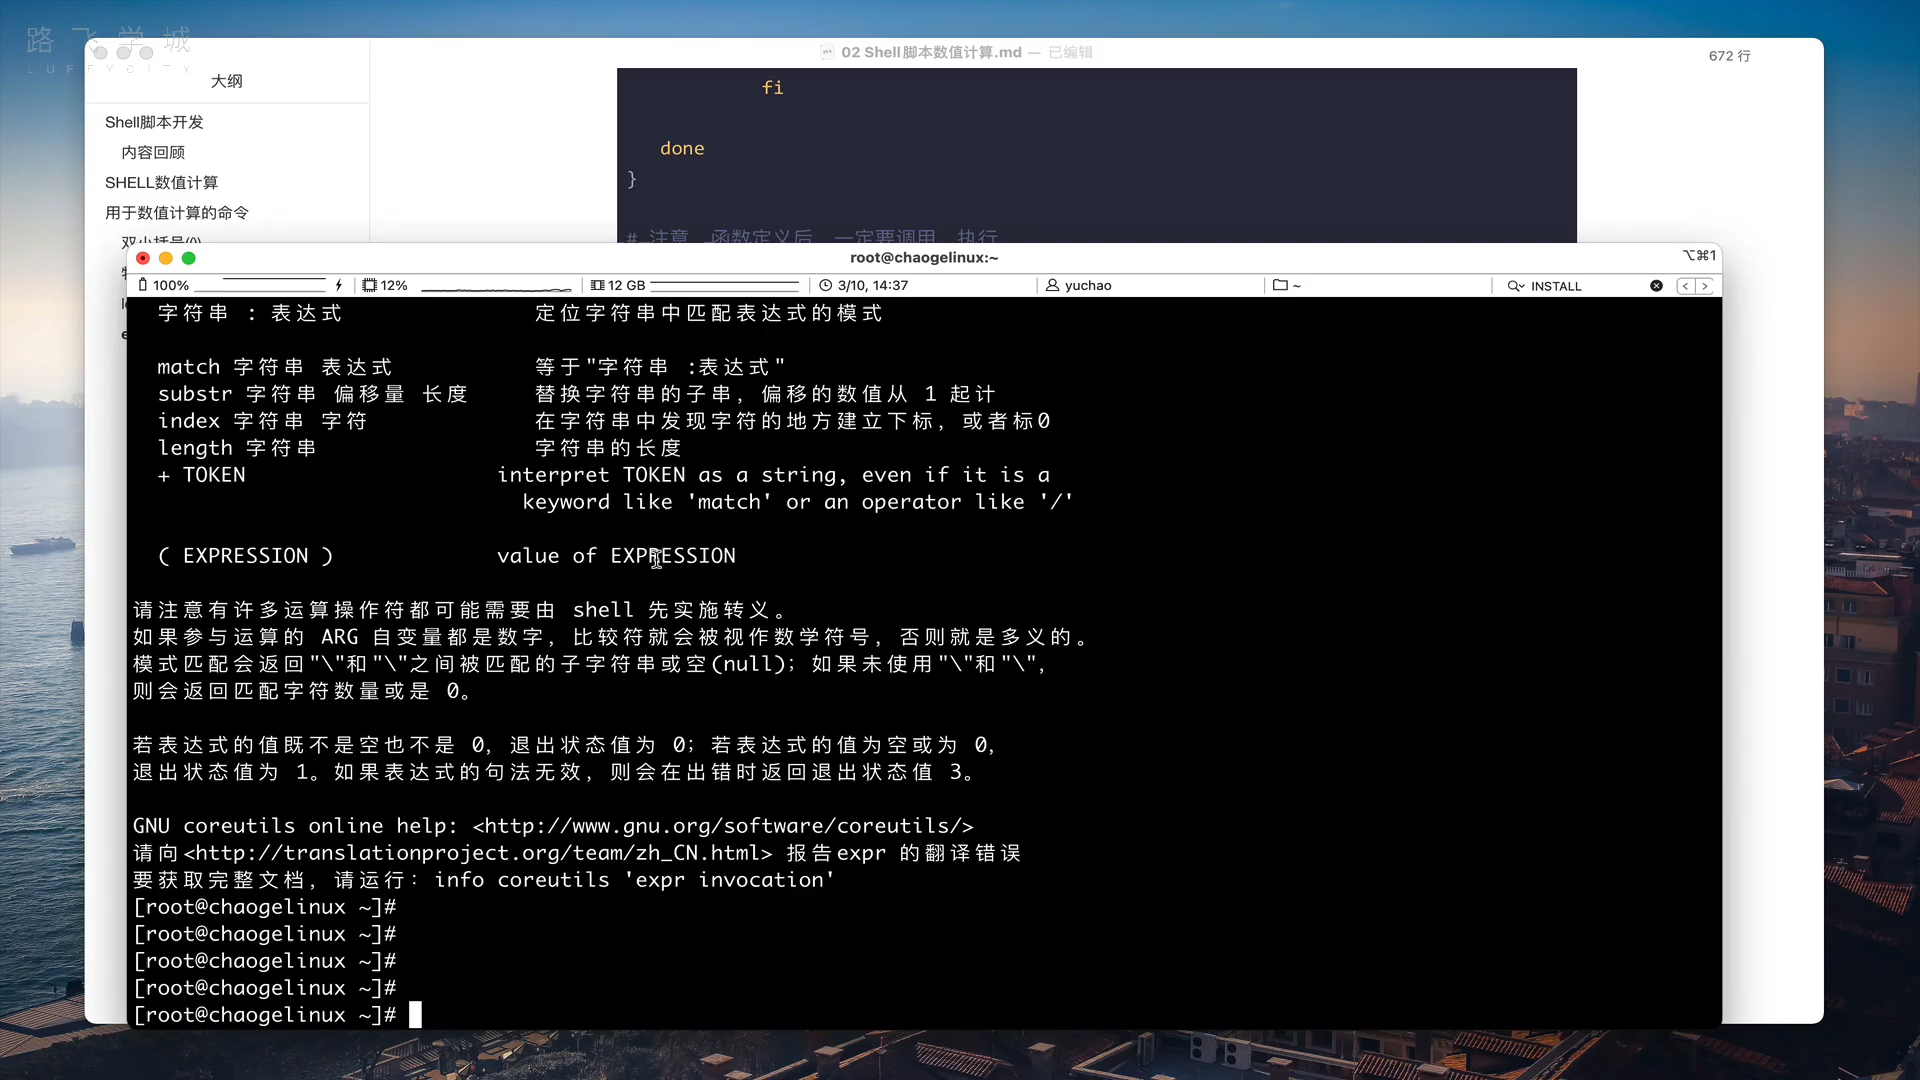 路飞学城
LUFFYCITY
02 Shell脚本数值计算.md — 已编辑
672 行
大纲
Shell脚本开发
内容回顾
SHELL数值计算
用于数值计算的命令
双小括号(())
fi
done
}
# 注意 函数定义后 一定要调用 执行
root@chaogelinux:~
⌥⌘1
100%
12%
12 GB
3/10, 14:37
yuchao
~
INSTALL
字符串 : 表达式 定位字符串中匹配表达式的模式
match 字符串 表达式 等于"字符串 :表达式"
substr 字符串 偏移量 长度 替换字符串的子串，偏移的数值从 1 起计
index 字符串 字符 在字符串中发现字符的地方建立下标，或者标0
length 字符串 字符串的长度
+ TOKEN interpret TOKEN as a string, even if it is a
keyword like 'match' or an operator like '/'
( EXPRESSION ) value of EXPRESSION
请注意有许多运算操作符都可能需要由 shell 先实施转义。
如果参与运算的 ARG 自变量都是数字，比较符就会被视作数学符号，否则就是多义的。
模式匹配会返回"\"和"\"之间被匹配的子字符串或空(null)；如果未使用"\"和"\"，
则会返回匹配字符数量或是 0。
若表达式的值既不是空也不是 0，退出状态值为 0；若表达式的值为空或为 0，
退出状态值为 1。如果表达式的句法无效，则会在出错时返回退出状态值 3。
GNU coreutils online help: <http://www.gnu.org/software/coreutils/>
请向<http://translationproject.org/team/zh_CN.html> 报告expr 的翻译错误
要获取完整文档，请运行：info coreutils 'expr invocation'
[root@chaogelinux ~]#
[root@chaogelinux ~]#
[root@chaogelinux ~]#
[root@chaogelinux ~]#
[root@chaogelinux ~]#